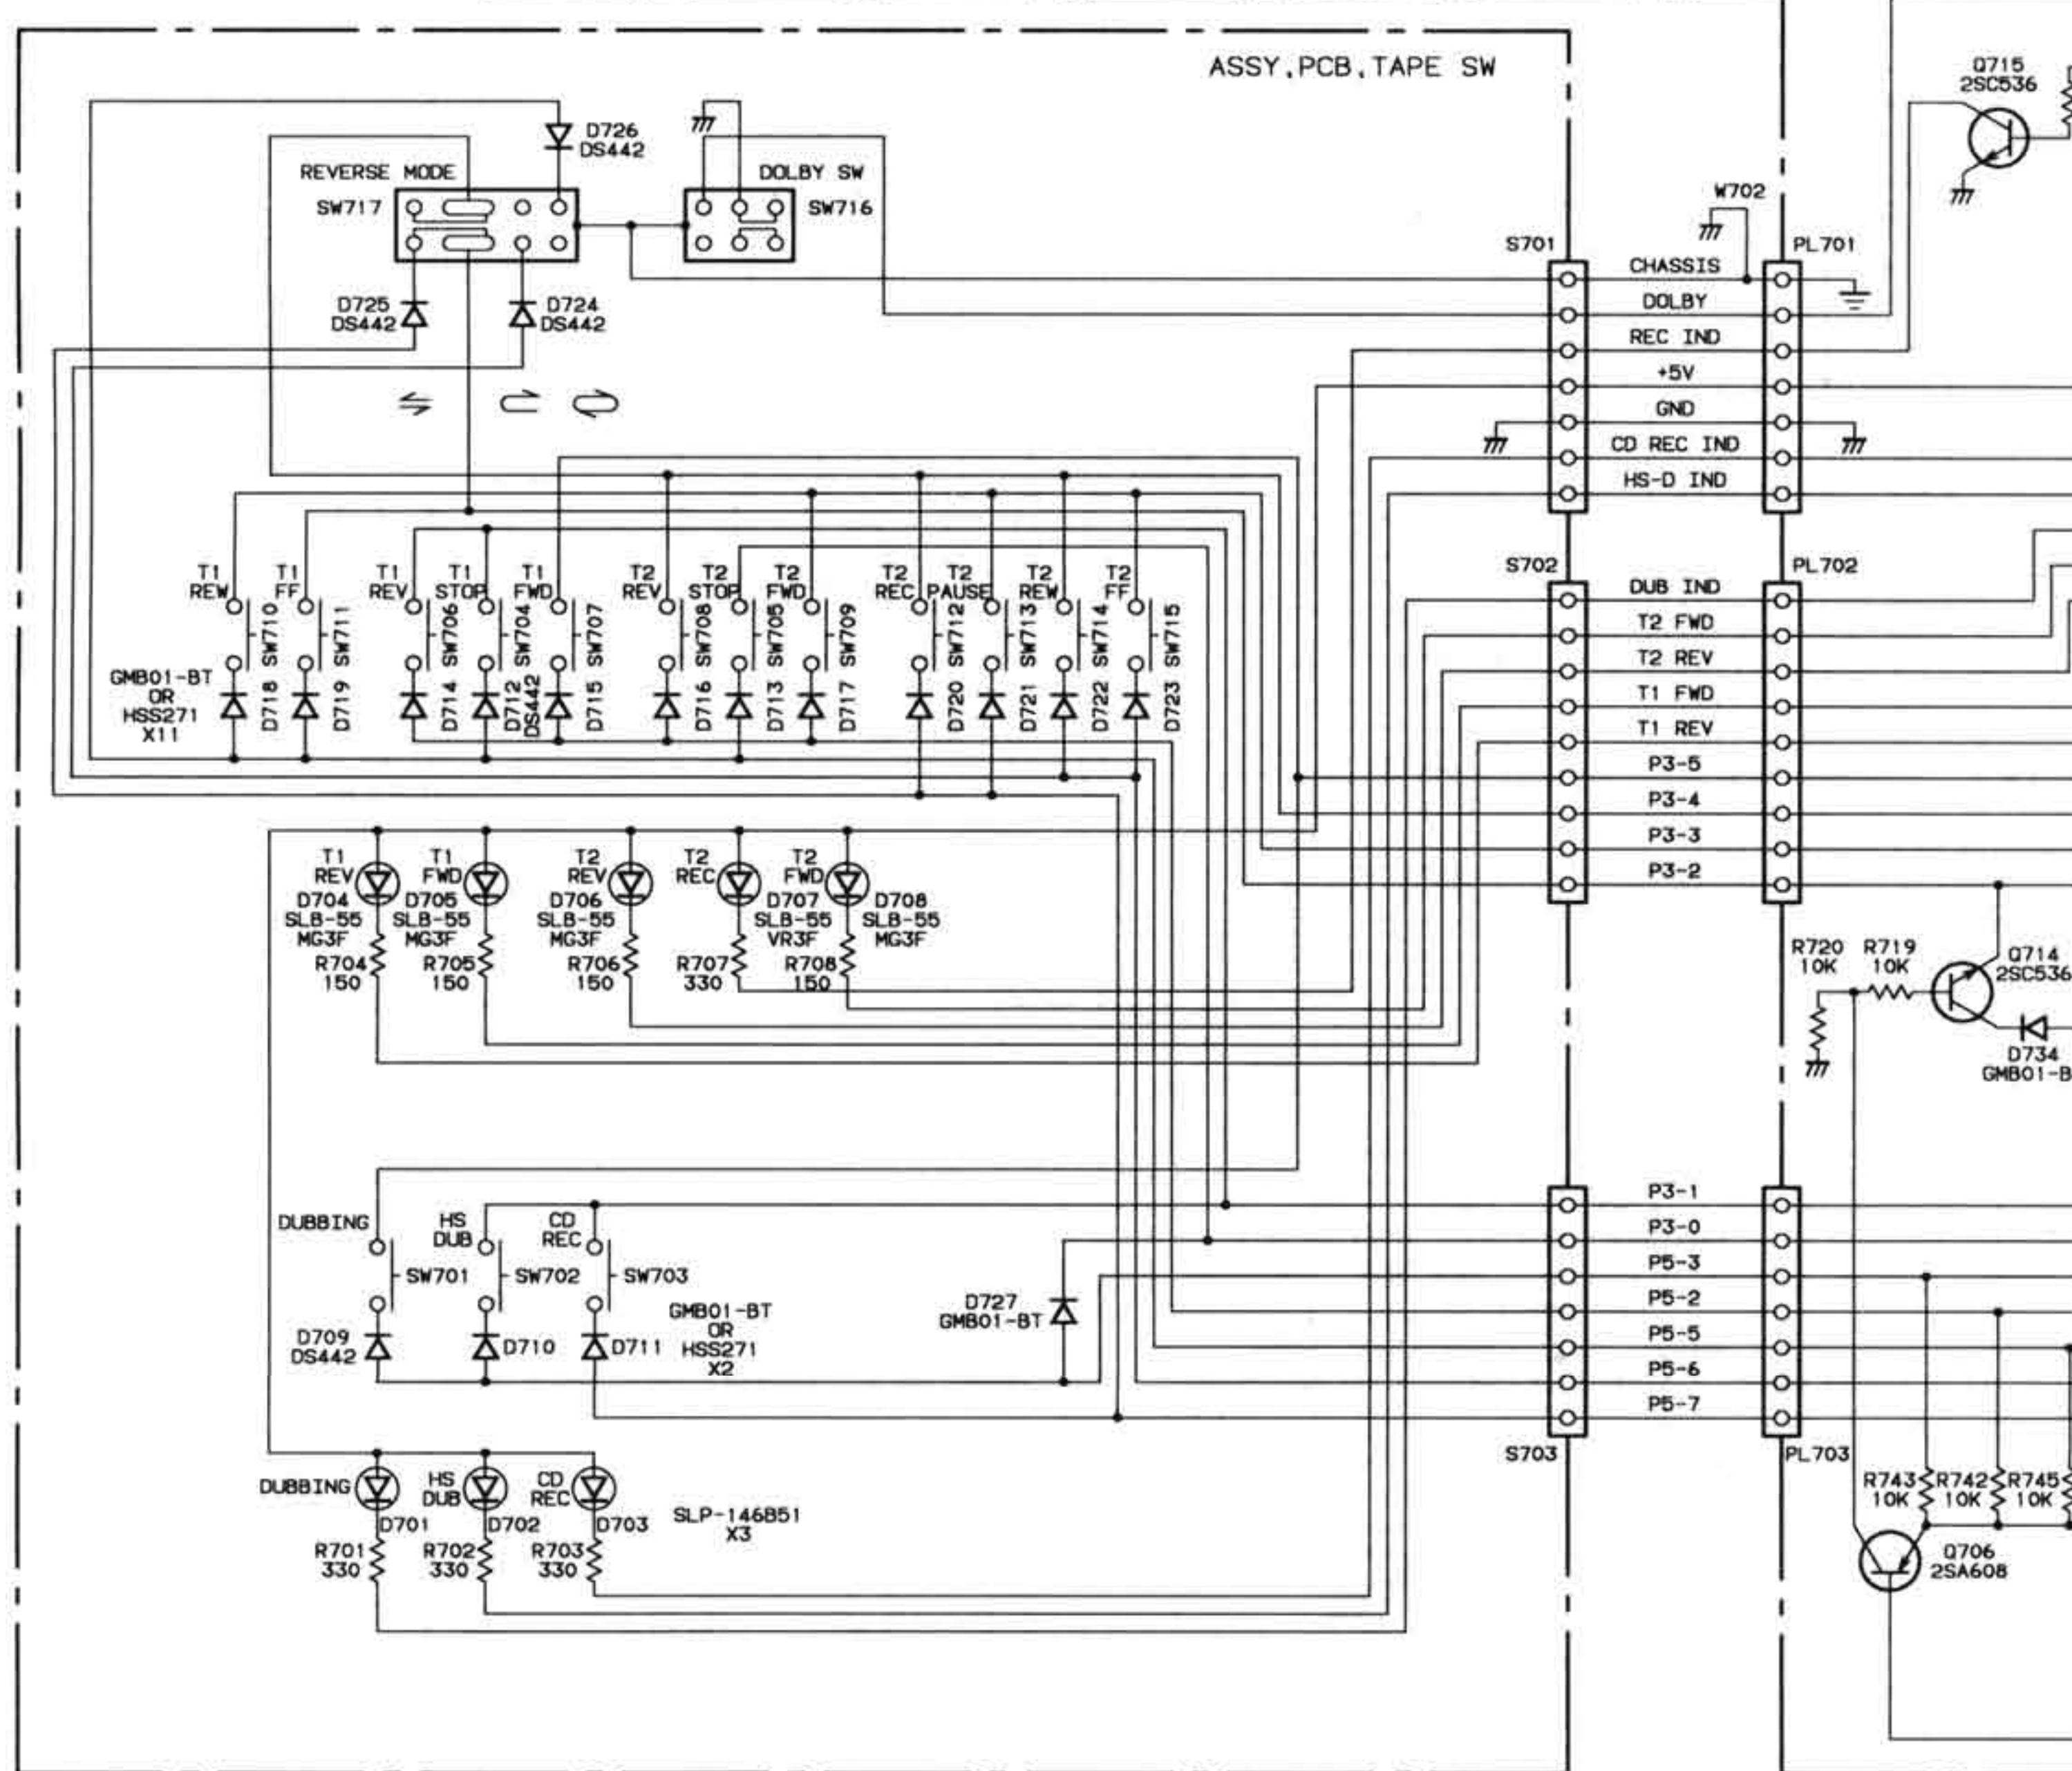 ASSY,PCB,TAPE SW
Q715
2SC536
D726
DS442
REVERSE MODE
SW717
DOLBY SW
SW716
W702
S701
PL701
CHASSIS
DOLBY
REC IND
+5V
GND
CD REC IND
HS-D IND
D725
DS442
D724
DS442
T1
REW
T1
FF
T1
REV
T1
STOP
T1
FWD
T2
REV
T2
STOP
T2
FWD
T2
REC
T2
PAUSE
T2
REW
T2
FF
SW710
SW711
SW706
SW704
SW707
SW708
SW705
SW709
SW712
SW713
SW714
SW715
GMB01-BT
OR
HSS271
X11
D718
D719
D714
D712
DS442
D715
D716
D713
D717
D720
D721
D722
D723
S702
PL702
DUB IND
T2 FWD
T2 REV
T1 FWD
T1 REV
P3-5
P3-4
P3-3
P3-2
T1
REV
D704
SLB-55
MG3F
R704
150
T1
FWD
D705
SLB-55
MG3F
R705
150
T2
REV
D706
SLB-55
MG3F
R706
150
T2
REC
D707
SLB-55
VR3F
R707
330
T2
FWD
D708
SLB-55
MG3F
R708
150
R720
10K
R719
10K
Q714
2SC536
D734
GMB01-B
DUBBING
HS
DUB
CD
REC
SW701
SW702
SW703
D709
DS442
D710
D711
GMB01-BT
OR
HSS271
X2
D727
GMB01-BT
P3-1
P3-0
P5-3
P5-2
P5-5
P5-6
P5-7
S703
PL703
DUBBING
HS
DUB
CD
REC
D701
D702
D703
SLP-146B51
X3
R701
330
R702
330
R703
330
R743
10K
R742
10K
R745
10K
Q706
2SA608